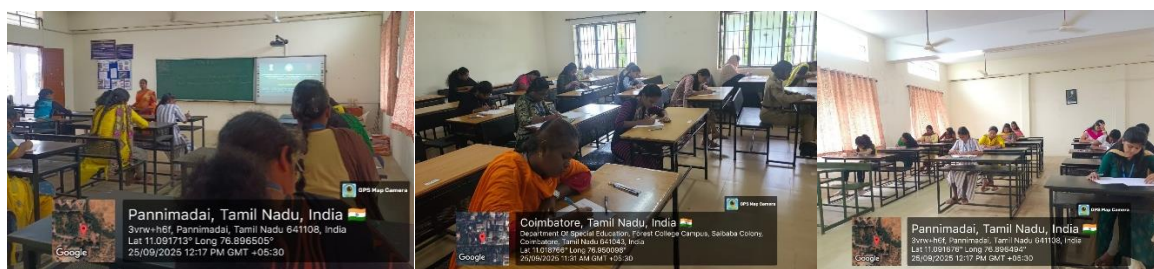 GPS Map Camera
Pannimadai, Tamil Nadu, India
3vrw+h6f, Pannimadai, Tamil Nadu 641108, India
Lat 11.091713° Long 76.896505°
25/09/2025 12:17 PM GMT +05:30
Google
GPS Map Camera
Coimbatore, Tamil Nadu, India
Department Of Special Education, Forest College Campus, Saibaba Colony,
Coimbatore, Tamil Nadu 641043, India
Lat 11.018766° Long 76.950098°
25/09/2025 11:31 AM GMT +05:30
Google
GPS Map Camera
Pannimadai, Tamil Nadu, India
3vrw+h6f, Pannimadai, Tamil Nadu 641108, India
Lat 11.091876° Long 76.896494°
25/09/2025 12:17 PM GMT +05:30
Google